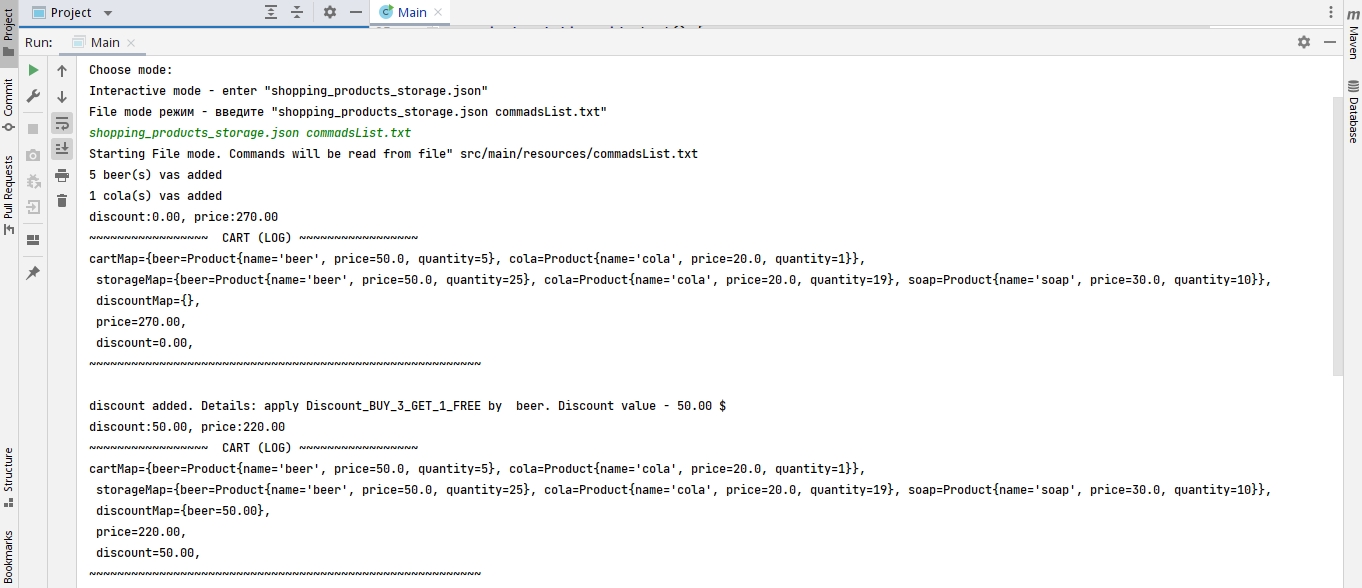 Project
Main
Run:
Main
Project
Commit
Pull Requests
Structure
Bookmarks
m
Maven
Database
Choose mode:
Interactive mode - enter "shopping_products_storage.json"
File mode режим - введите "shopping_products_storage.json commadsList.txt"
shopping_products_storage.json commadsList.txt
Starting File mode. Commands will be read from file" src/main/resources/commadsList.txt
5 beer(s) vas added
1 cola(s) vas added
discount:0.00, price:270.00
~~~~~~~~~~~~~~~~~  CART (LOG) ~~~~~~~~~~~~~~~~~
cartMap={beer=Product{name='beer', price=50.0, quantity=5}, cola=Product{name='cola', price=20.0, quantity=1}},
 storageMap={beer=Product{name='beer', price=50.0, quantity=25}, cola=Product{name='cola', price=20.0, quantity=19}, soap=Product{name='soap', price=30.0, quantity=10}},
 discountMap={},
 price=270.00,
 discount=0.00,
~~~~~~~~~~~~~~~~~~~~~~~~~~~~~~~~~~~~~~~~~~~~~~~~~~~~~~~~
discount added. Details: apply Discount_BUY_3_GET_1_FREE by  beer. Discount value - 50.00 $
discount:50.00, price:220.00
~~~~~~~~~~~~~~~~~  CART (LOG) ~~~~~~~~~~~~~~~~~
cartMap={beer=Product{name='beer', price=50.0, quantity=5}, cola=Product{name='cola', price=20.0, quantity=1}},
 storageMap={beer=Product{name='beer', price=50.0, quantity=25}, cola=Product{name='cola', price=20.0, quantity=19}, soap=Product{name='soap', price=30.0, quantity=10}},
 discountMap={beer=50.00},
 price=220.00,
 discount=50.00,
~~~~~~~~~~~~~~~~~~~~~~~~~~~~~~~~~~~~~~~~~~~~~~~~~~~~~~~~